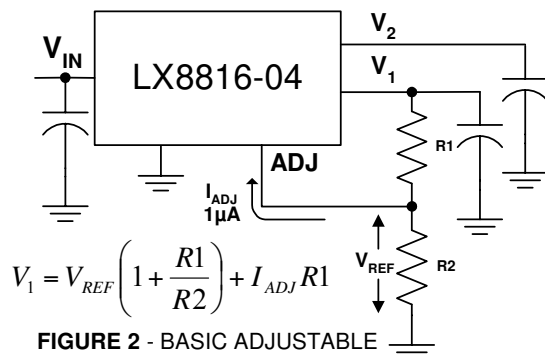 V2
VIN
LX8816-04
V1
ADJ
R1
IADJ
1µA
VREF
R2
V1 = VREF (1 + R1/R2) + IADJ R1
FIGURE 2 - BASIC ADJUSTABLE